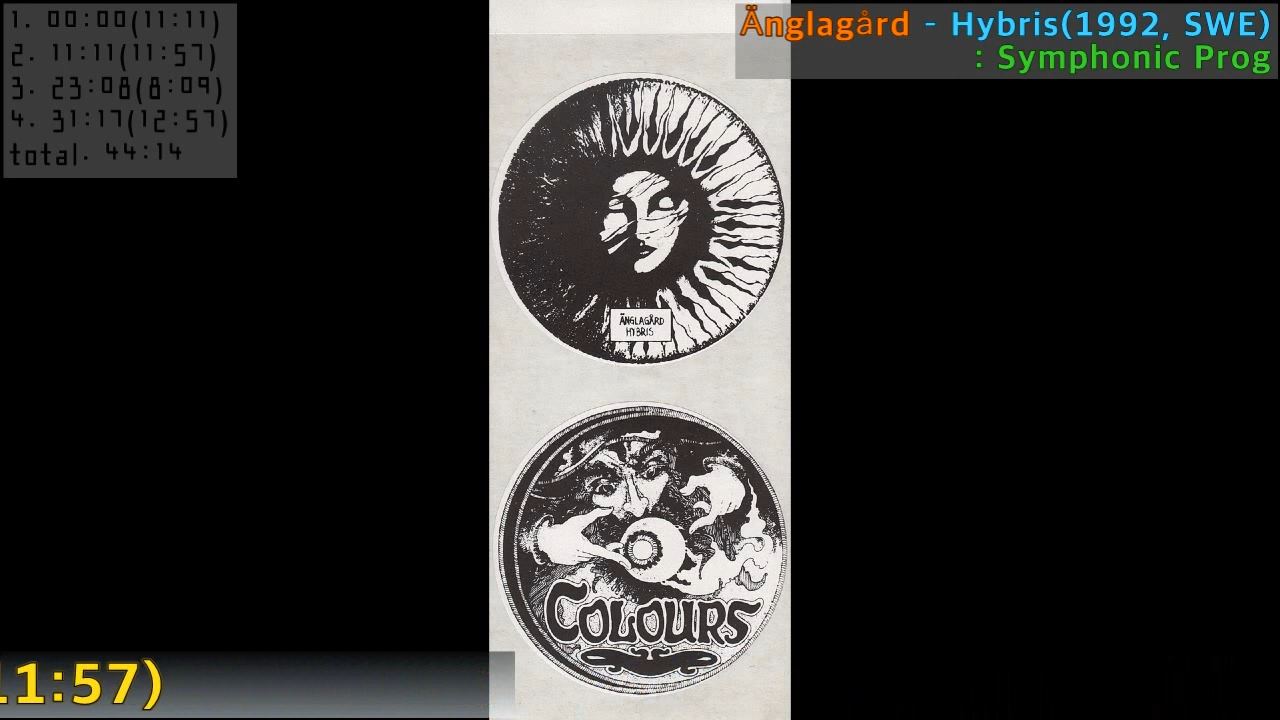 1. 00:00(11:11)
2. 11:11(11:57)
3. 23:08(8:09)
4. 31:17(12:57)
total. 44:14
Änglagård - Hybris(1992, SWE)
: Symphonic Prog
ÄNGLAGÅRD
HYBRIS
COLOURS
11:57)